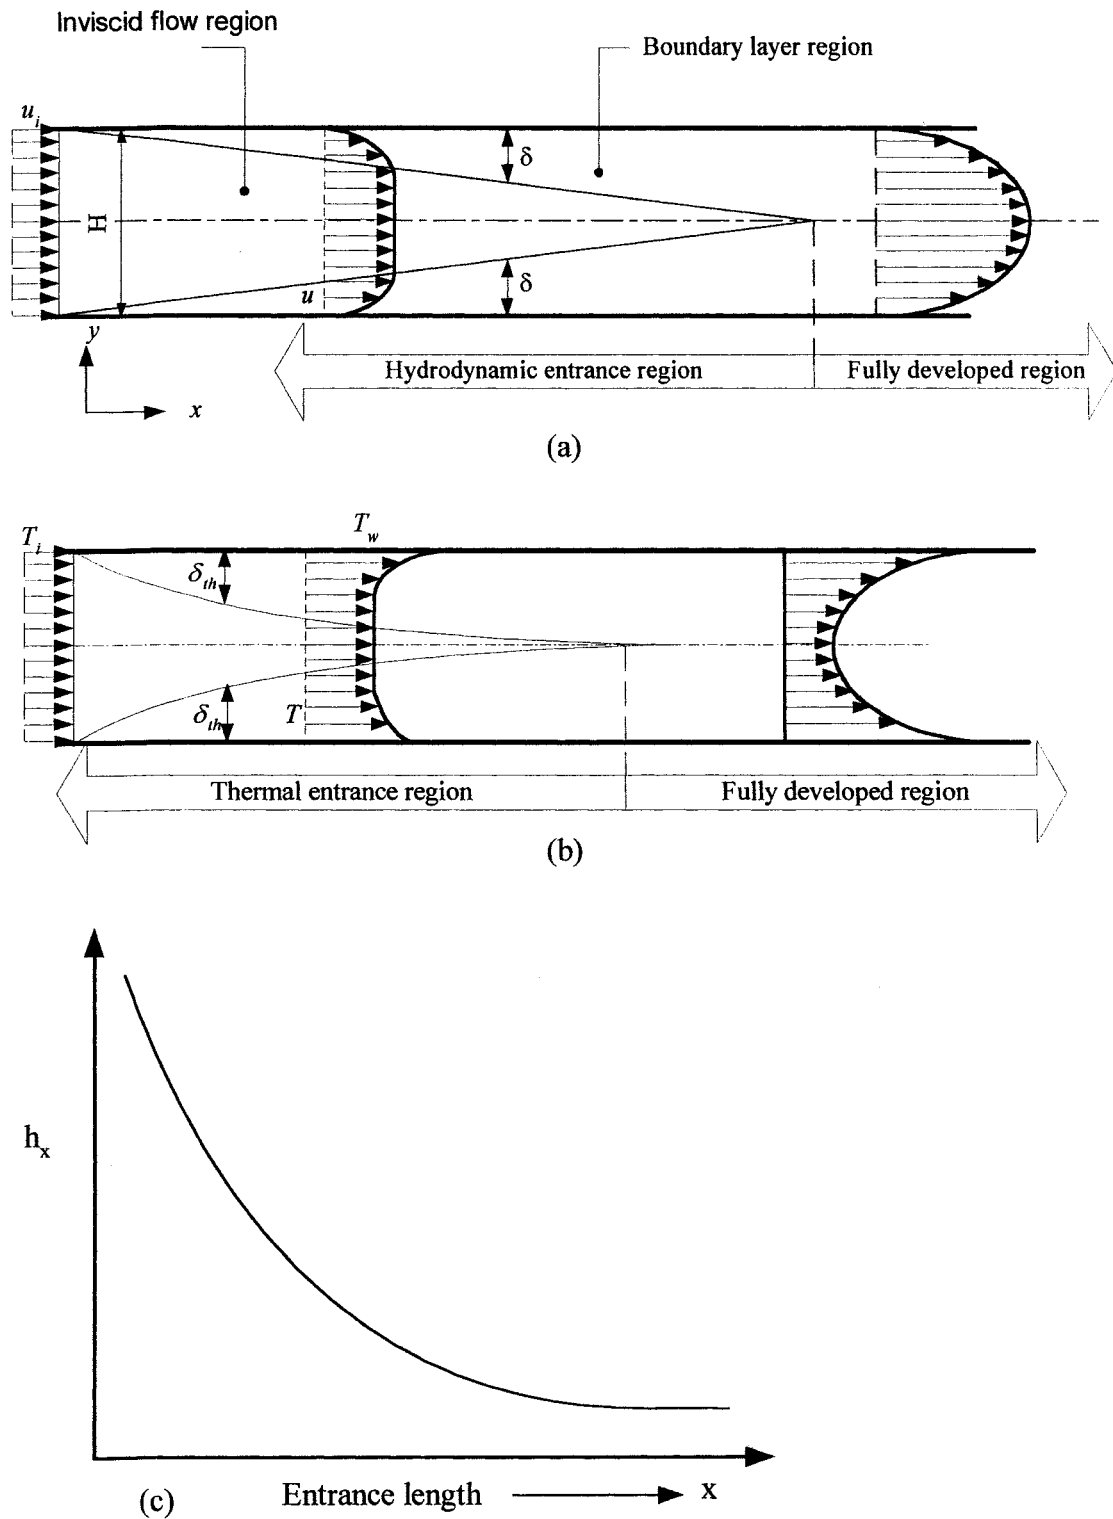 Inviscid flow region
Boundary layer region
u_i
H
δ
δ
u
y
x
Hydrodynamic entrance region
Fully developed region
(a)
T_i
T_w
δ_th
δ_th
T
Thermal entrance region
Fully developed region
(b)
h_x
(c)
Entrance length
x